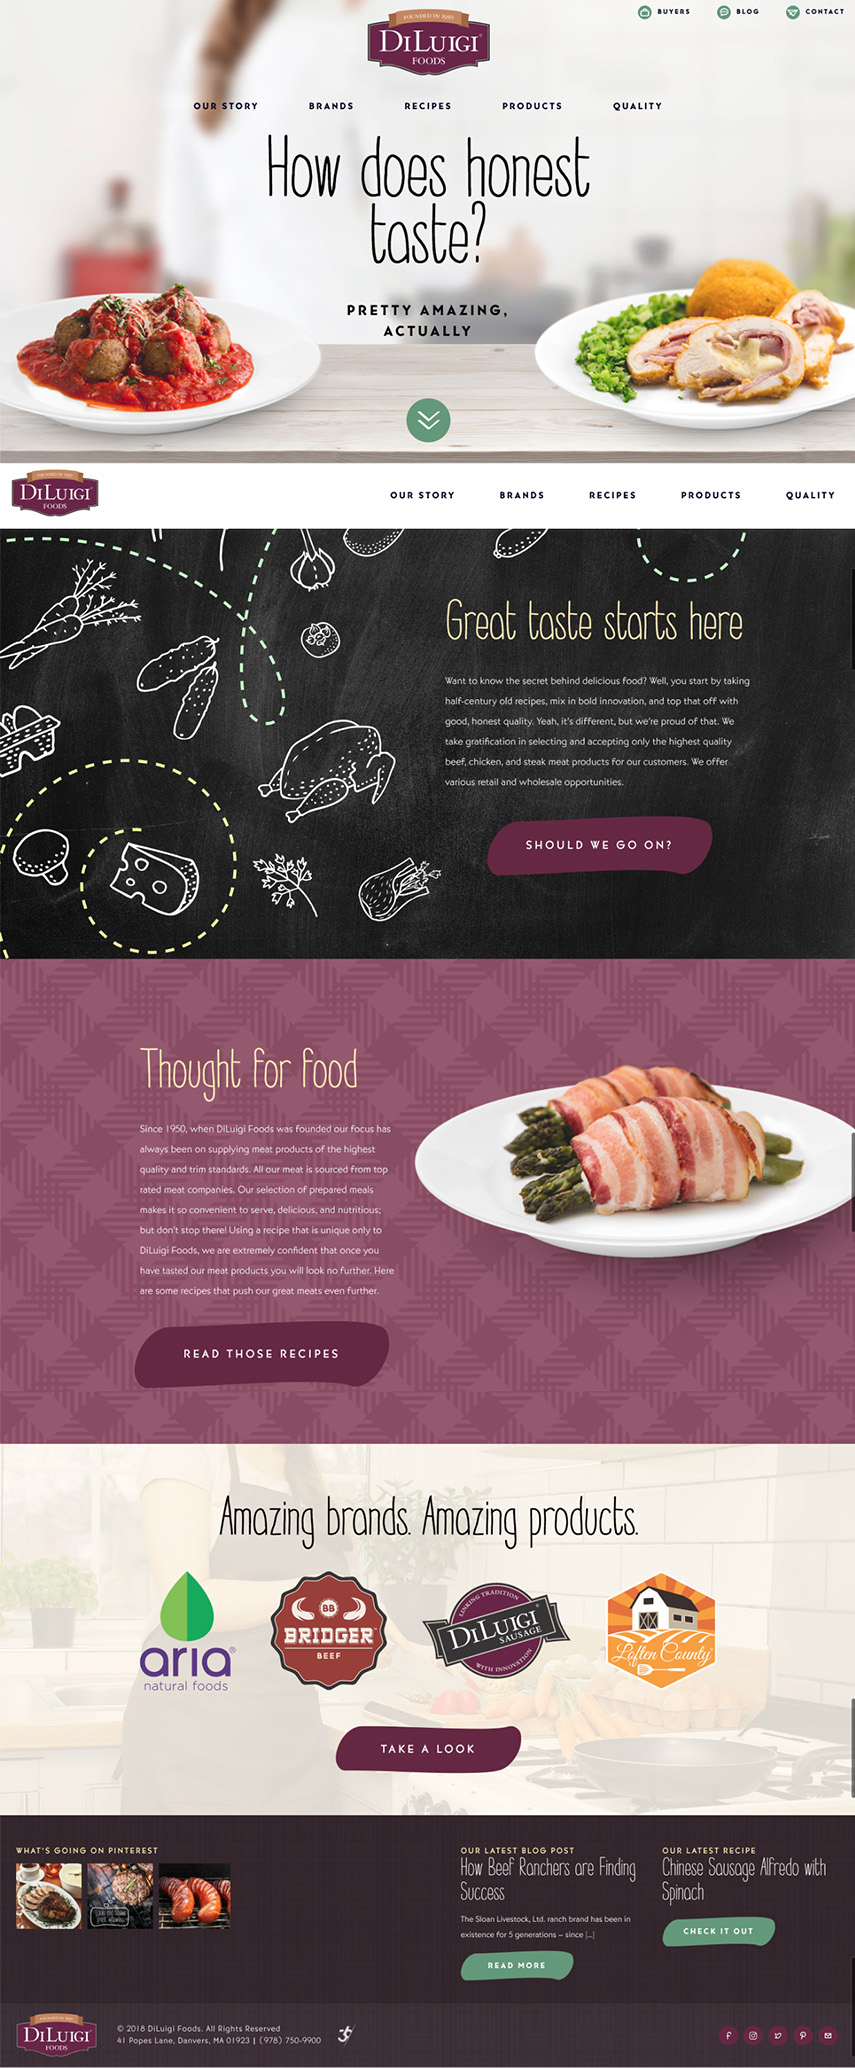 BUYERS
BLOG
CONTACT
FOUNDED IN 1950
DILUIGI®
FOODS
OUR STORY
BRANDS
RECIPES
PRODUCTS
QUALITY
How does honest
taste?
PRETTY AMAZING,
ACTUALLY
FOUNDED IN 1950
DILUIGI
FOODS
OUR STORY
BRANDS
RECIPES
PRODUCTS
QUALITY
Great taste starts here
Want to know the secret behind delicious food? Well, you start by taking
half-century old recipes, mix in bold innovation, and top that off with
good, honest quality. Yeah, it's different, but we're proud of that. We
take gratification in selecting and accepting only the highest quality
beef, chicken, and steak meat products for our customers. We offer
various retail and wholesale opportunities.
SHOULD WE GO ON?
Thought for food
Since 1950, when DiLuigi Foods was founded our focus has
always been on supplying meat products of the highest
quality and trim standards. All our meat is sourced from top
rated meat companies. Our selection of prepared meals
makes it so convenient to serve, delicious, and nutritious;
but don't stop there! Using a recipe that is unique only to
DiLuigi Foods, we are extremely confident that once you
have tasted our meat products you will look no further. Here
are some recipes that push our great meats even further.
READ THOSE RECIPES
Amazing brands. Amazing products.
aria®
natural foods
BB
BRIDGER
BEEF
LINKING TRADITION
DILUIGI®
SAUSAGE
WITH INNOVATION
Loften County
TAKE A LOOK
WHAT'S GOING ON PINTEREST
OUR LATEST BLOG POST
How Beef Ranchers are Finding
Success
The Sloan Livestock, Ltd. ranch brand has been in
existence for 5 generations – since [...]
READ MORE
OUR LATEST RECIPE
Chinese Sausage Alfredo with
Spinach
CHECK IT OUT
FOUNDED IN 1950
DILUIGI
FOODS
© 2018 DiLuigi Foods. All Rights Reserved
41 Popes Lane, Danvers, MA 01923 | (978) 750-9900